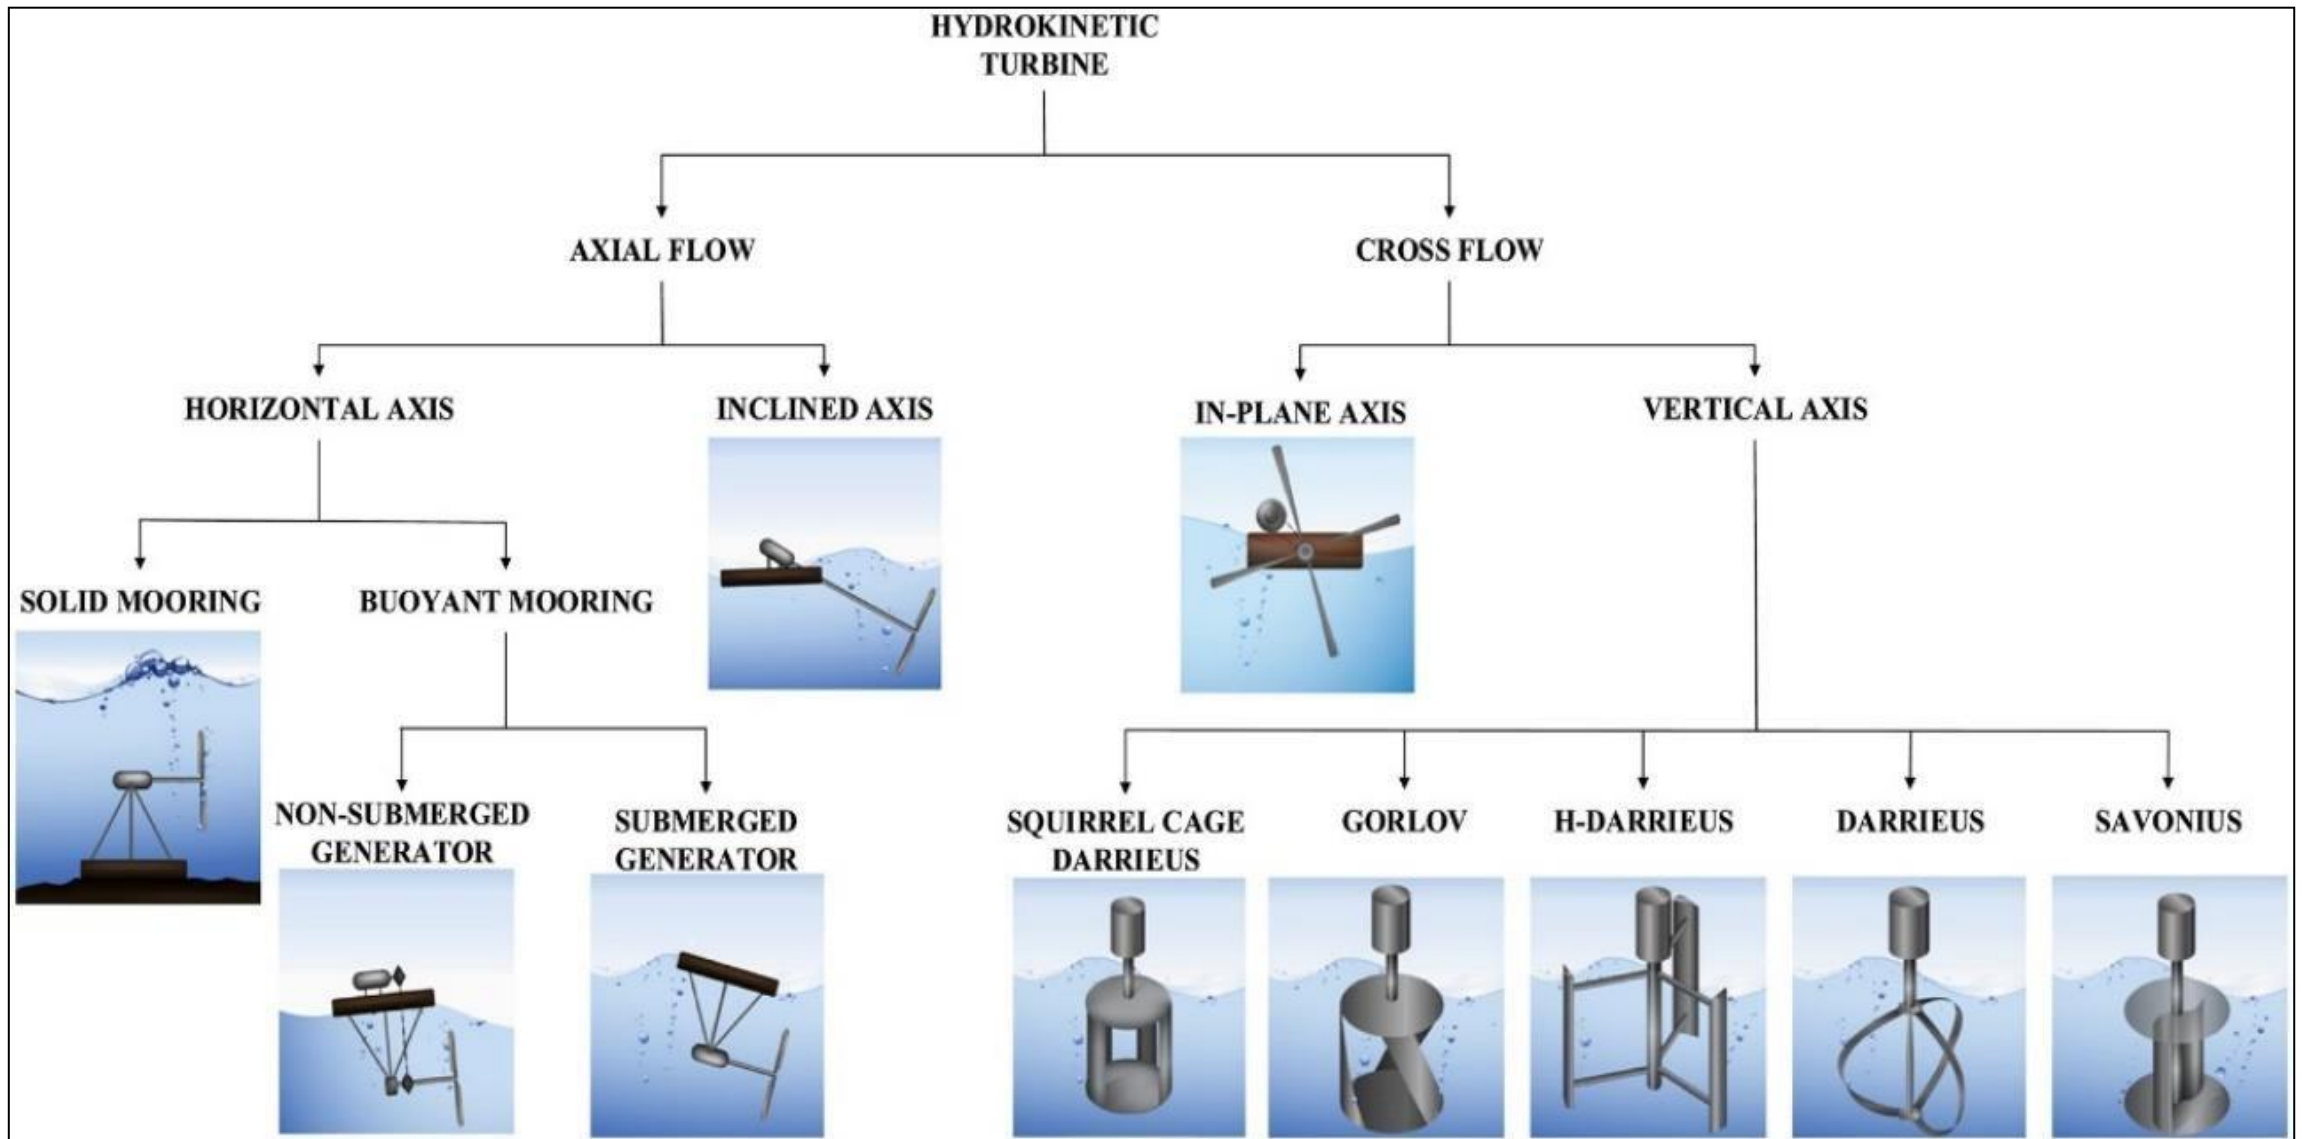 HYDROKINETIC
TURBINE
AXIAL FLOW
CROSS FLOW
HORIZONTAL AXIS
INCLINED AXIS
IN-PLANE AXIS
VERTICAL AXIS
SOLID MOORING
BUOYANT MOORING
NON-SUBMERGED
GENERATOR
SUBMERGED
GENERATOR
SQUIRREL CAGE
DARRIEUS
GORLOV
H-DARRIEUS
DARRIEUS
SAVONIUS